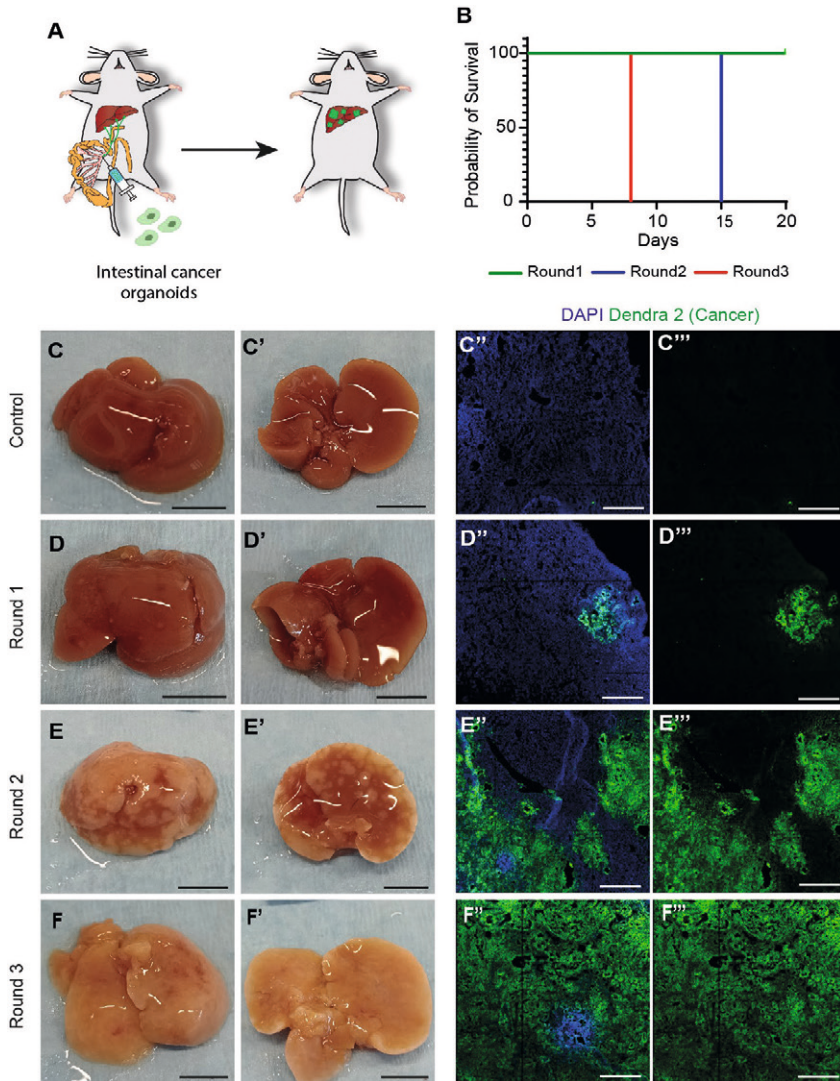 A
Intestinal cancer
organoids
B
Probability of Survival
100
50
0
0 5 10 15 20
Days
Round1 Round2 Round3
DAPI Dendra 2 (Cancer)
Control
C C' C'' C'''
Round 1
D D' D'' D'''
Round 2
E E' E'' E'''
Round 3
F F' F'' F'''